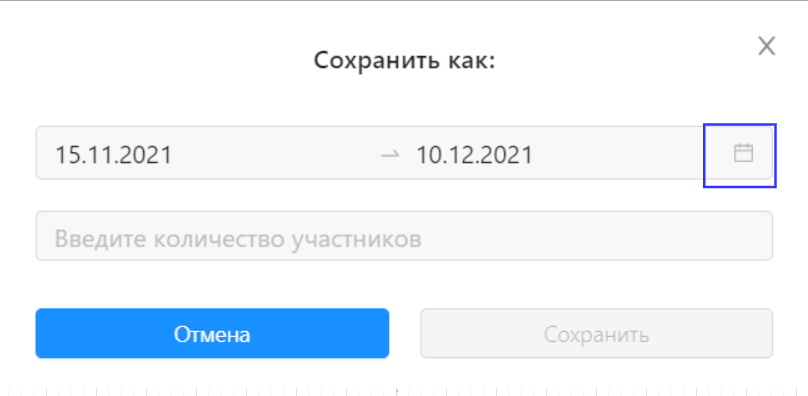 Сохранить как:
15.11.2021 → 10.12.2021
Введите количество участников
Отмена
Сохранить